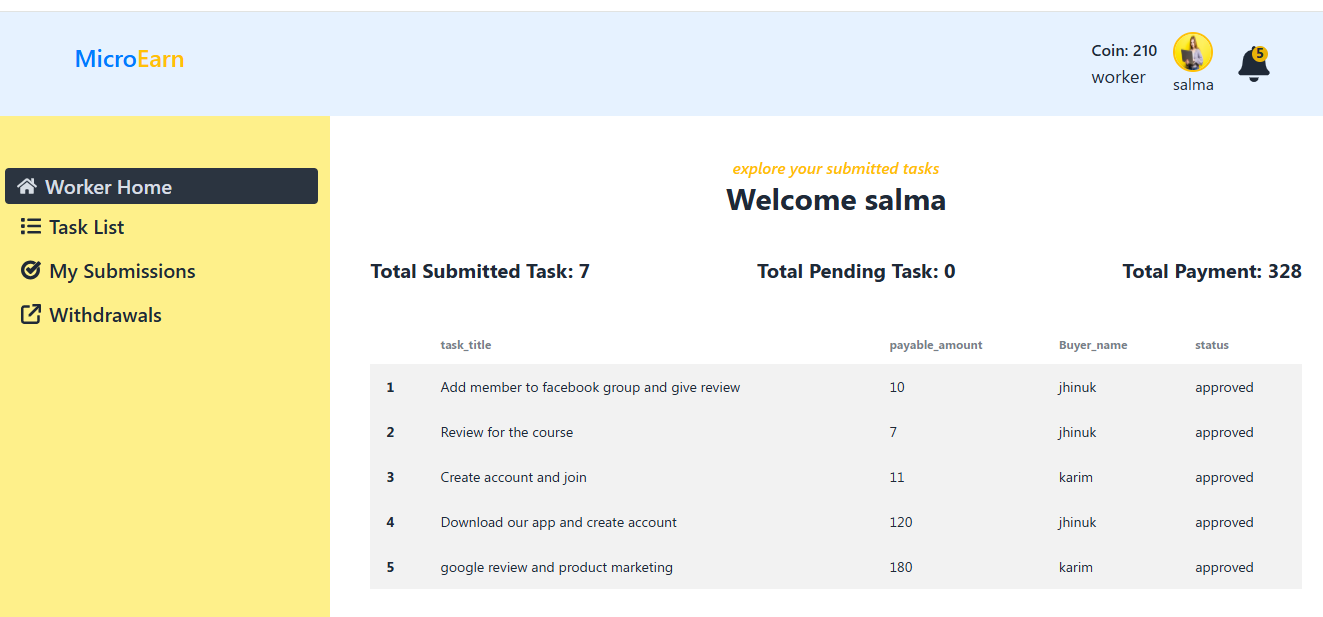 MicroEarn
Coin: 210
worker
salma
5
Worker Home
Task List
My Submissions
Withdrawals
explore your submitted tasks
Welcome salma
Total Submitted Task: 7 Total Pending Task: 0 Total Payment: 328
task_title payable_amount Buyer_name status
1 Add member to facebook group and give review 10 jhinuk approved
2 Review for the course 7 jhinuk approved
3 Create account and join 11 karim approved
4 Download our app and create account 120 jhinuk approved
5 google review and product marketing 180 karim approved